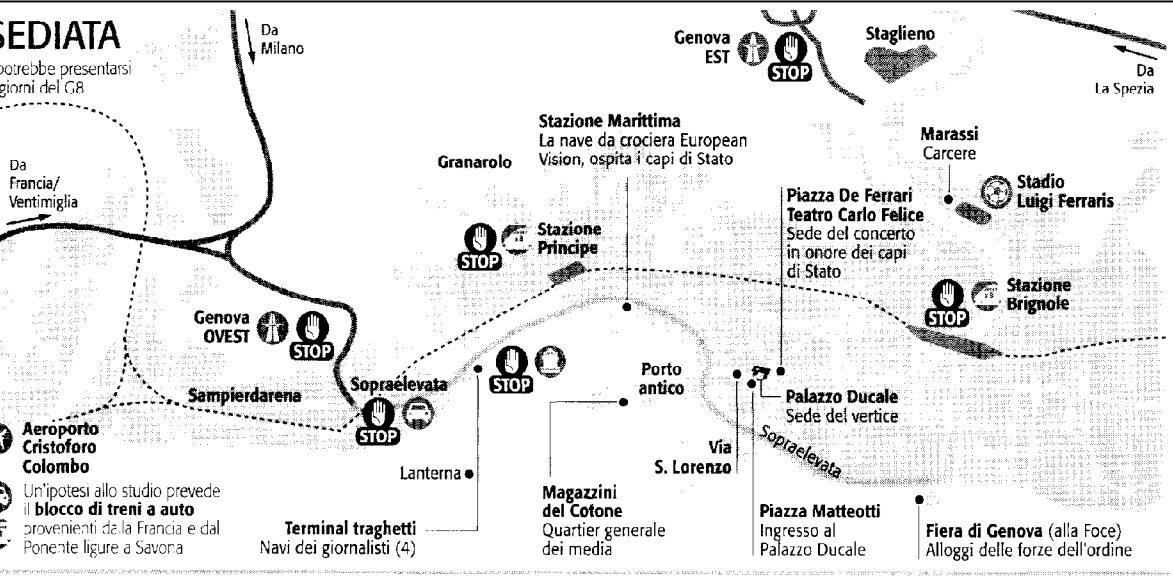 SEDIATA
potrebbe presentarsi
giorni del G8
Da
Milano
Da
Francia/
Ventimiglia
Genova
EST
STOP
Staglieno
Da
La Spezia
Stazione Marittima
La nave da crociera European
Vision, ospita i capi di Stato
Granarolo
Marassi
Carcere
Stadio
Luigi Ferraris
Piazza De Ferrari
Teatro Carlo Felice
Sede del concerto
in onore dei capi
di Stato
STOP
Stazione
Principe
Stazione
Brignole
STOP
Genova
OVEST
STOP
Sampierdarena
Sopraelevata
STOP
STOP
Porto
antico
Palazzo Ducale
Sede del vertice
Sopraelevata
Via
S. Lorenzo
Aeroporto
Cristoforo
Colombo
Un'ipotesi allo studio prevede
il blocco di treni a auto
provenienti dalla Francia e dal
Ponente ligure a Savona
Lanterna
Terminal traghetti
Navi dei giornalisti (4)
Magazzini
del Cotone
Quartier generale
dei media
Piazza Matteotti
Ingresso al
Palazzo Ducale
Fiera di Genova (alla Foce)
Alloggi delle forze dell'ordine